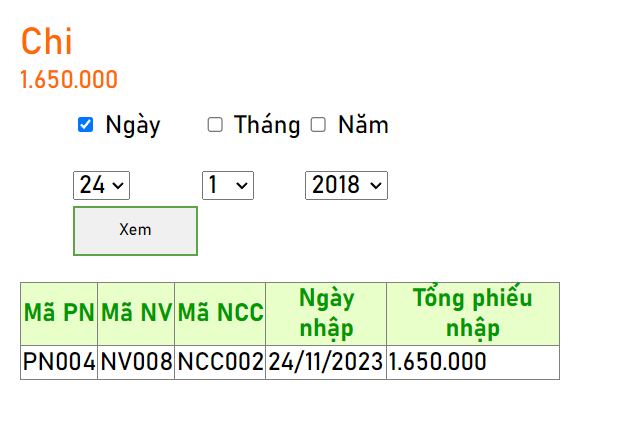 Chi
1.650.000
Ngày Tháng Năm
24 1 2018
Xem
Mã PN Mã NV Mã NCC Ngày nhập Tổng phiếu nhập
PN004 NV008 NCC002 24/11/2023 1.650.000